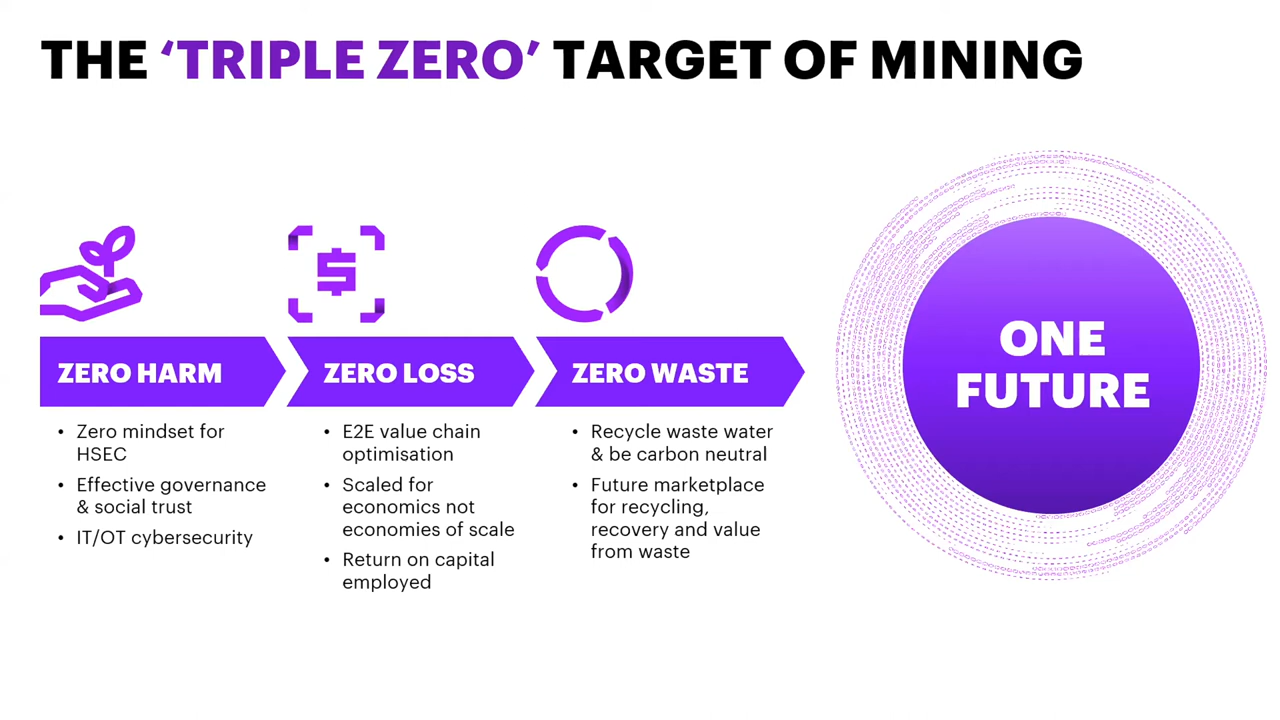 THE ‘TRIPLE ZERO’ TARGET OF MINING
ZERO HARM
• Zero mindset for
HSEC
• Effective governance
& social trust
• IT/OT cybersecurity
ZERO LOSS
• E2E value chain
optimisation
• Scaled for
economics not
economies of scale
• Return on capital
employed
ZERO WASTE
• Recycle waste water
& be carbon neutral
• Future marketplace
for recycling,
recovery and value
from waste
ONE
FUTURE